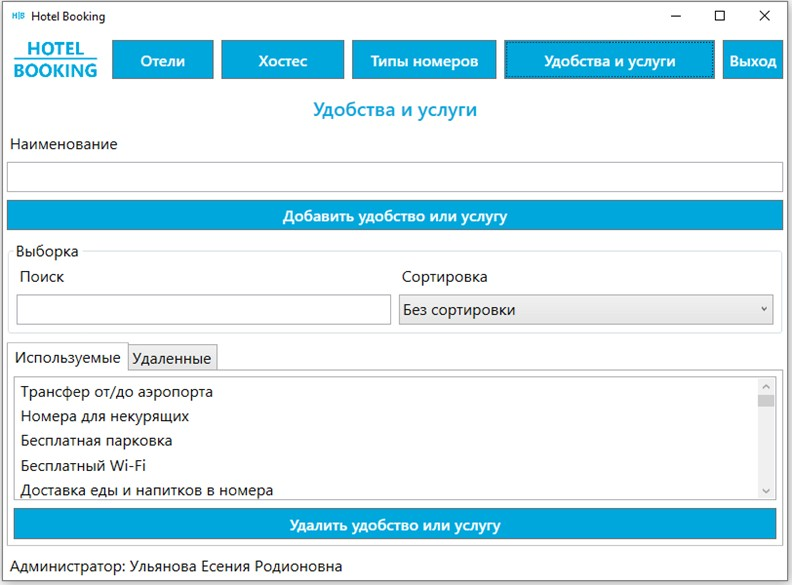 H|B Hotel Booking
HOTEL
BOOKING
Отели
Хостес
Типы номеров
Удобства и услуги
Выход
Удобства и услуги
Наименование
Добавить удобство или услугу
Выборка
Поиск
Сортировка
Без сортировки
Используемые
Удаленные
Трансфер от/до аэропорта
Номера для некурящих
Бесплатная парковка
Бесплатный Wi-Fi
Доставка еды и напитков в номера
Удалить удобство или услугу
Администратор: Ульянова Есения Родионовна